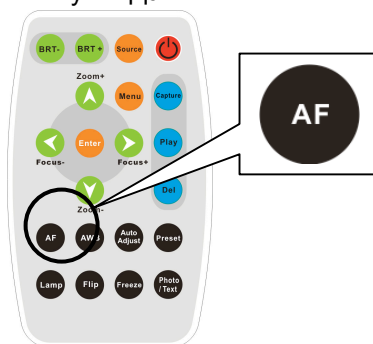 BRT- BRT+ Source
Zoom+
Menu Capture
Enter Play
Focus- Focus+
Del
Zoom-
AF AWB Auto Adjust Preset
Lamp Flip Freeze Photo /Text
AF